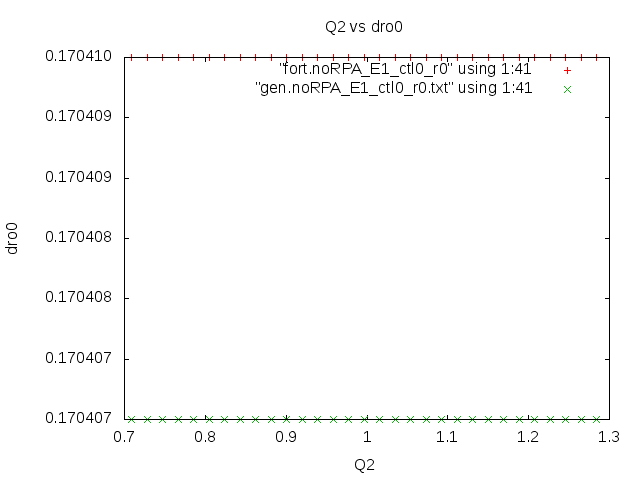 Q2 vs dro0
0.170410
"fort.noRPA_E1_ctl0_r0" using 1:41
"gen.noRPA_E1_ctl0_r0.txt" using 1:41
0.170409
0.170409
0.170408
dro0
0.170408
0.170407
0.170407
0.7 0.8 0.9 1 1.1 1.2 1.3
Q2